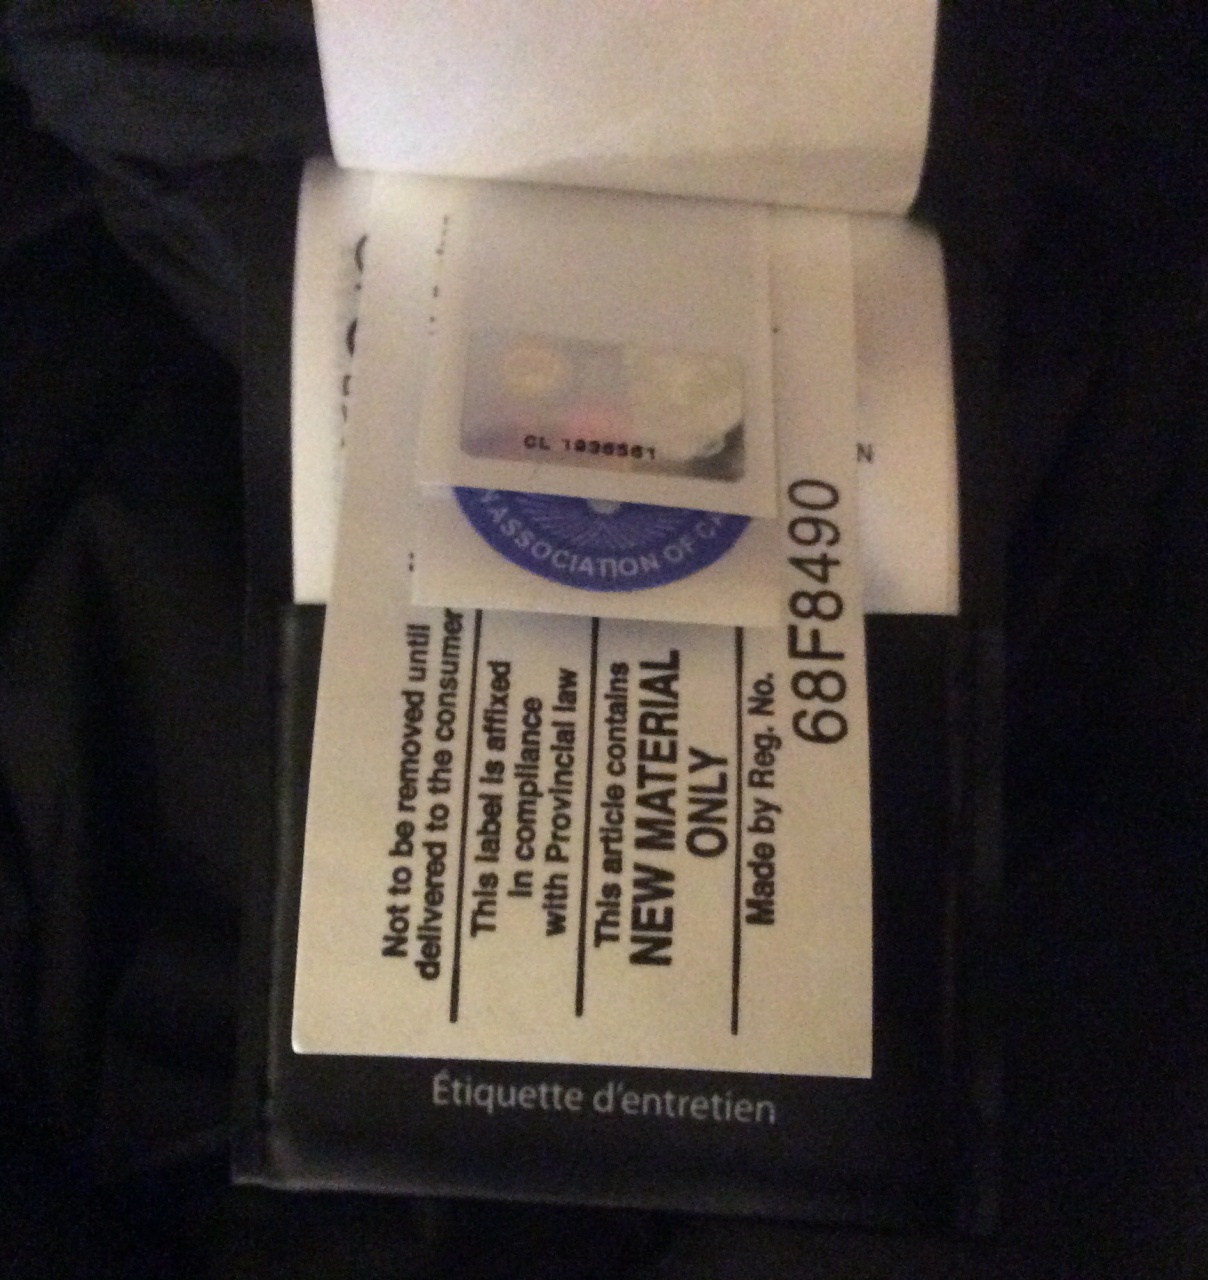 CL 1936561
ASSOCIATION OF
N
Not to be removed until
delivered to the consumer
This label is affixed
in compliance
with Provincial law
This article contains
NEW MATERIAL
ONLY
Made by Reg. No.
68F8490
Étiquette d'entretien